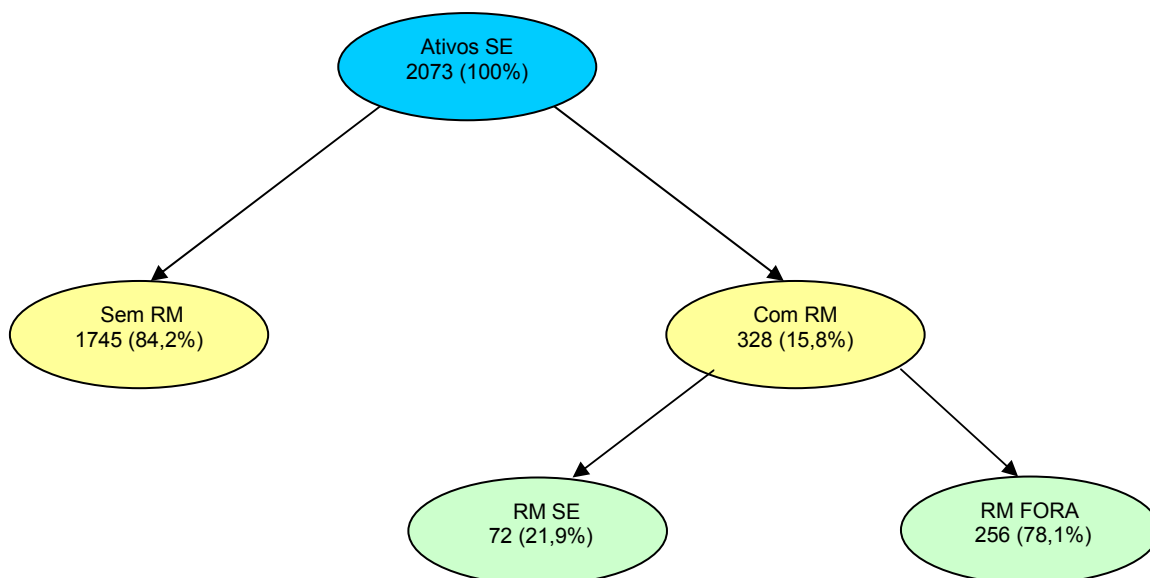 Ativos SE
2073 (100%)
Sem RM
1745 (84,2%)
Com RM
328 (15,8%)
RM SE
72 (21,9%)
RM FORA
256 (78,1%)